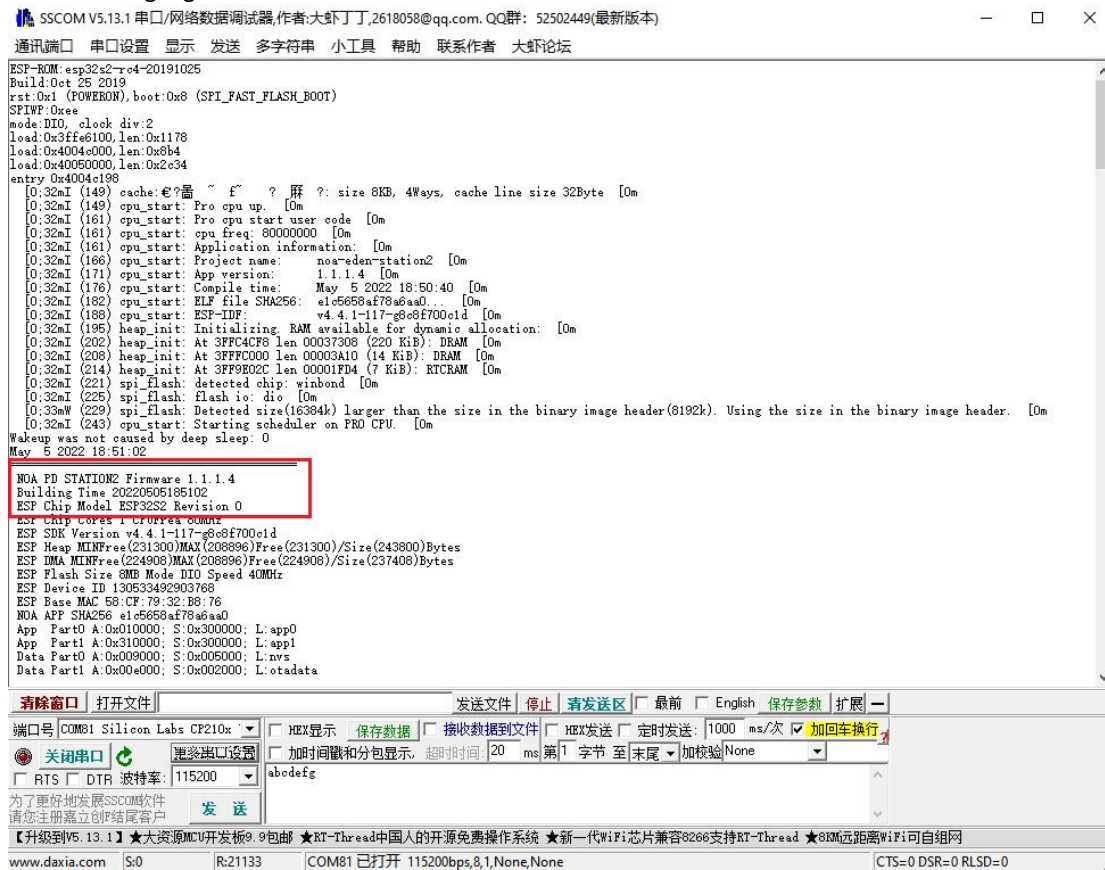 SSCOM V5.13.1 串口/网络数据调试器,作者:大虾丁丁,2618058@qq.com. QQ群: 52502449(最新版本)
通讯端口 串口设置 显示 发送 多字符串 小工具 帮助 联系作者 大虾论坛
ESP-ROM:esp32s2-rc4-20191025
Build:Oct 25 2019
rst:0x1 (POWERON),boot:0x8 (SPI_FAST_FLASH_BOOT)
SPIWP:0xee
mode:DIO, clock div:2
load:0x3ffe6100,len:0x1178
load:0x4004c000,len:0x8b4
load:0x40050000,len:0x2c34
entry 0x4004c198
[0;32mI (149) cache: size 8KB, 4Ways, cache line size 32Byte [0m
[0;32mI (149) cpu_start: Pro cpu up. [0m
[0;32mI (161) cpu_start: Pro cpu start user code [0m
[0;32mI (161) cpu_start: cpu freq: 80000000 [0m
[0;32mI (161) cpu_start: Application information: [0m
[0;32mI (166) cpu_start: Project name: noa-eden-station2 [0m
[0;32mI (171) cpu_start: App version: 1.1.1.4 [0m
[0;32mI (176) cpu_start: Compile time: May 5 2022 18:50:40 [0m
[0;32mI (182) cpu_start: ELF file SHA256: e1c5658af78a6aa0... [0m
[0;32mI (188) cpu_start: ESP-IDF: v4.4.1-117-g8c8f700c1d [0m
[0;32mI (195) heap_init: Initializing. RAM available for dynamic allocation: [0m
[0;32mI (202) heap_init: At 3FFC4CF8 len 00037308 (220 KiB): DRAM [0m
[0;32mI (208) heap_init: At 3FFFC000 len 00003A10 (14 KiB): DRAM [0m
[0;32mI (214) heap_init: At 3FF9E02C len 00001FD4 (7 KiB): RTCRAM [0m
[0;32mI (221) spi_flash: detected chip: winbond [0m
[0;32mI (225) spi_flash: flash io: dio [0m
[0;33mW (229) spi_flash: Detected size(16384k) larger than the size in the binary image header(8192k). Using the size in the binary image header. [0m
[0;32mI (243) cpu_start: Starting scheduler on PRO CPU. [0m
Wakeup was not caused by deep sleep: 0
May 5 2022 18:51:02
NOA PD STATION2 Firmware 1.1.1.4
Building Time 20220505185102
ESP Chip Model ESP32S2 Revision 0
ESP Chip Cores 1 CPUFrea 80MHz
ESP SDK Version v4.4.1-117-g8c8f700c1d
ESP Heap MINFree(231300)MAX(208896)Free(231300)/Size(243800)Bytes
ESP DMA MINFree(224908)MAX(208896)Free(224908)/Size(237408)Bytes
ESP Flash Size 8MB Mode DIO Speed 40MHz
ESP Device ID 130533492903768
ESP Base MAC 58:CF:79:32:B8:76
NOA APP SHA256 e1c5658af78a6aa0
App Part0 A:0x010000; S:0x300000; L:app0
App Part1 A:0x310000; S:0x300000; L:app1
Data Part0 A:0x009000; S:0x005000; L:nvs
Data Part1 A:0x00e000; S:0x002000; L:otadata
清除窗口 打开文件 发送文件 停止 清发送区 最前 English 保存参数 扩展 —
端口号 COM81 Silicon Labs CP210x HEX显示 保存数据 接收数据到文件 HEX发送 定时发送: 1000 ms/次 加回车换行
关闭串口 更多串口设置 加时间戳和分包显示, 超时时间: 20 ms 第1 字节 至 末尾 加校验 None
RTS DTR 波特率: 115200 abcdefg
为了更好地发展SSCOM软件
请您注册嘉立创F结尾客户 发 送
【升级到V5.13.1】★大资源MCU开发板9.9包邮 ★RT-Thread中国人的开源免费操作系统 ★新一代WiFi芯片兼容8266支持RT-Thread ★8KM远距离WiFi可自组网
www.daxia.com S:0 R:21133 COM81 已打开 115200bps,8,1,None,None CTS=0 DSR=0 RLSD=0